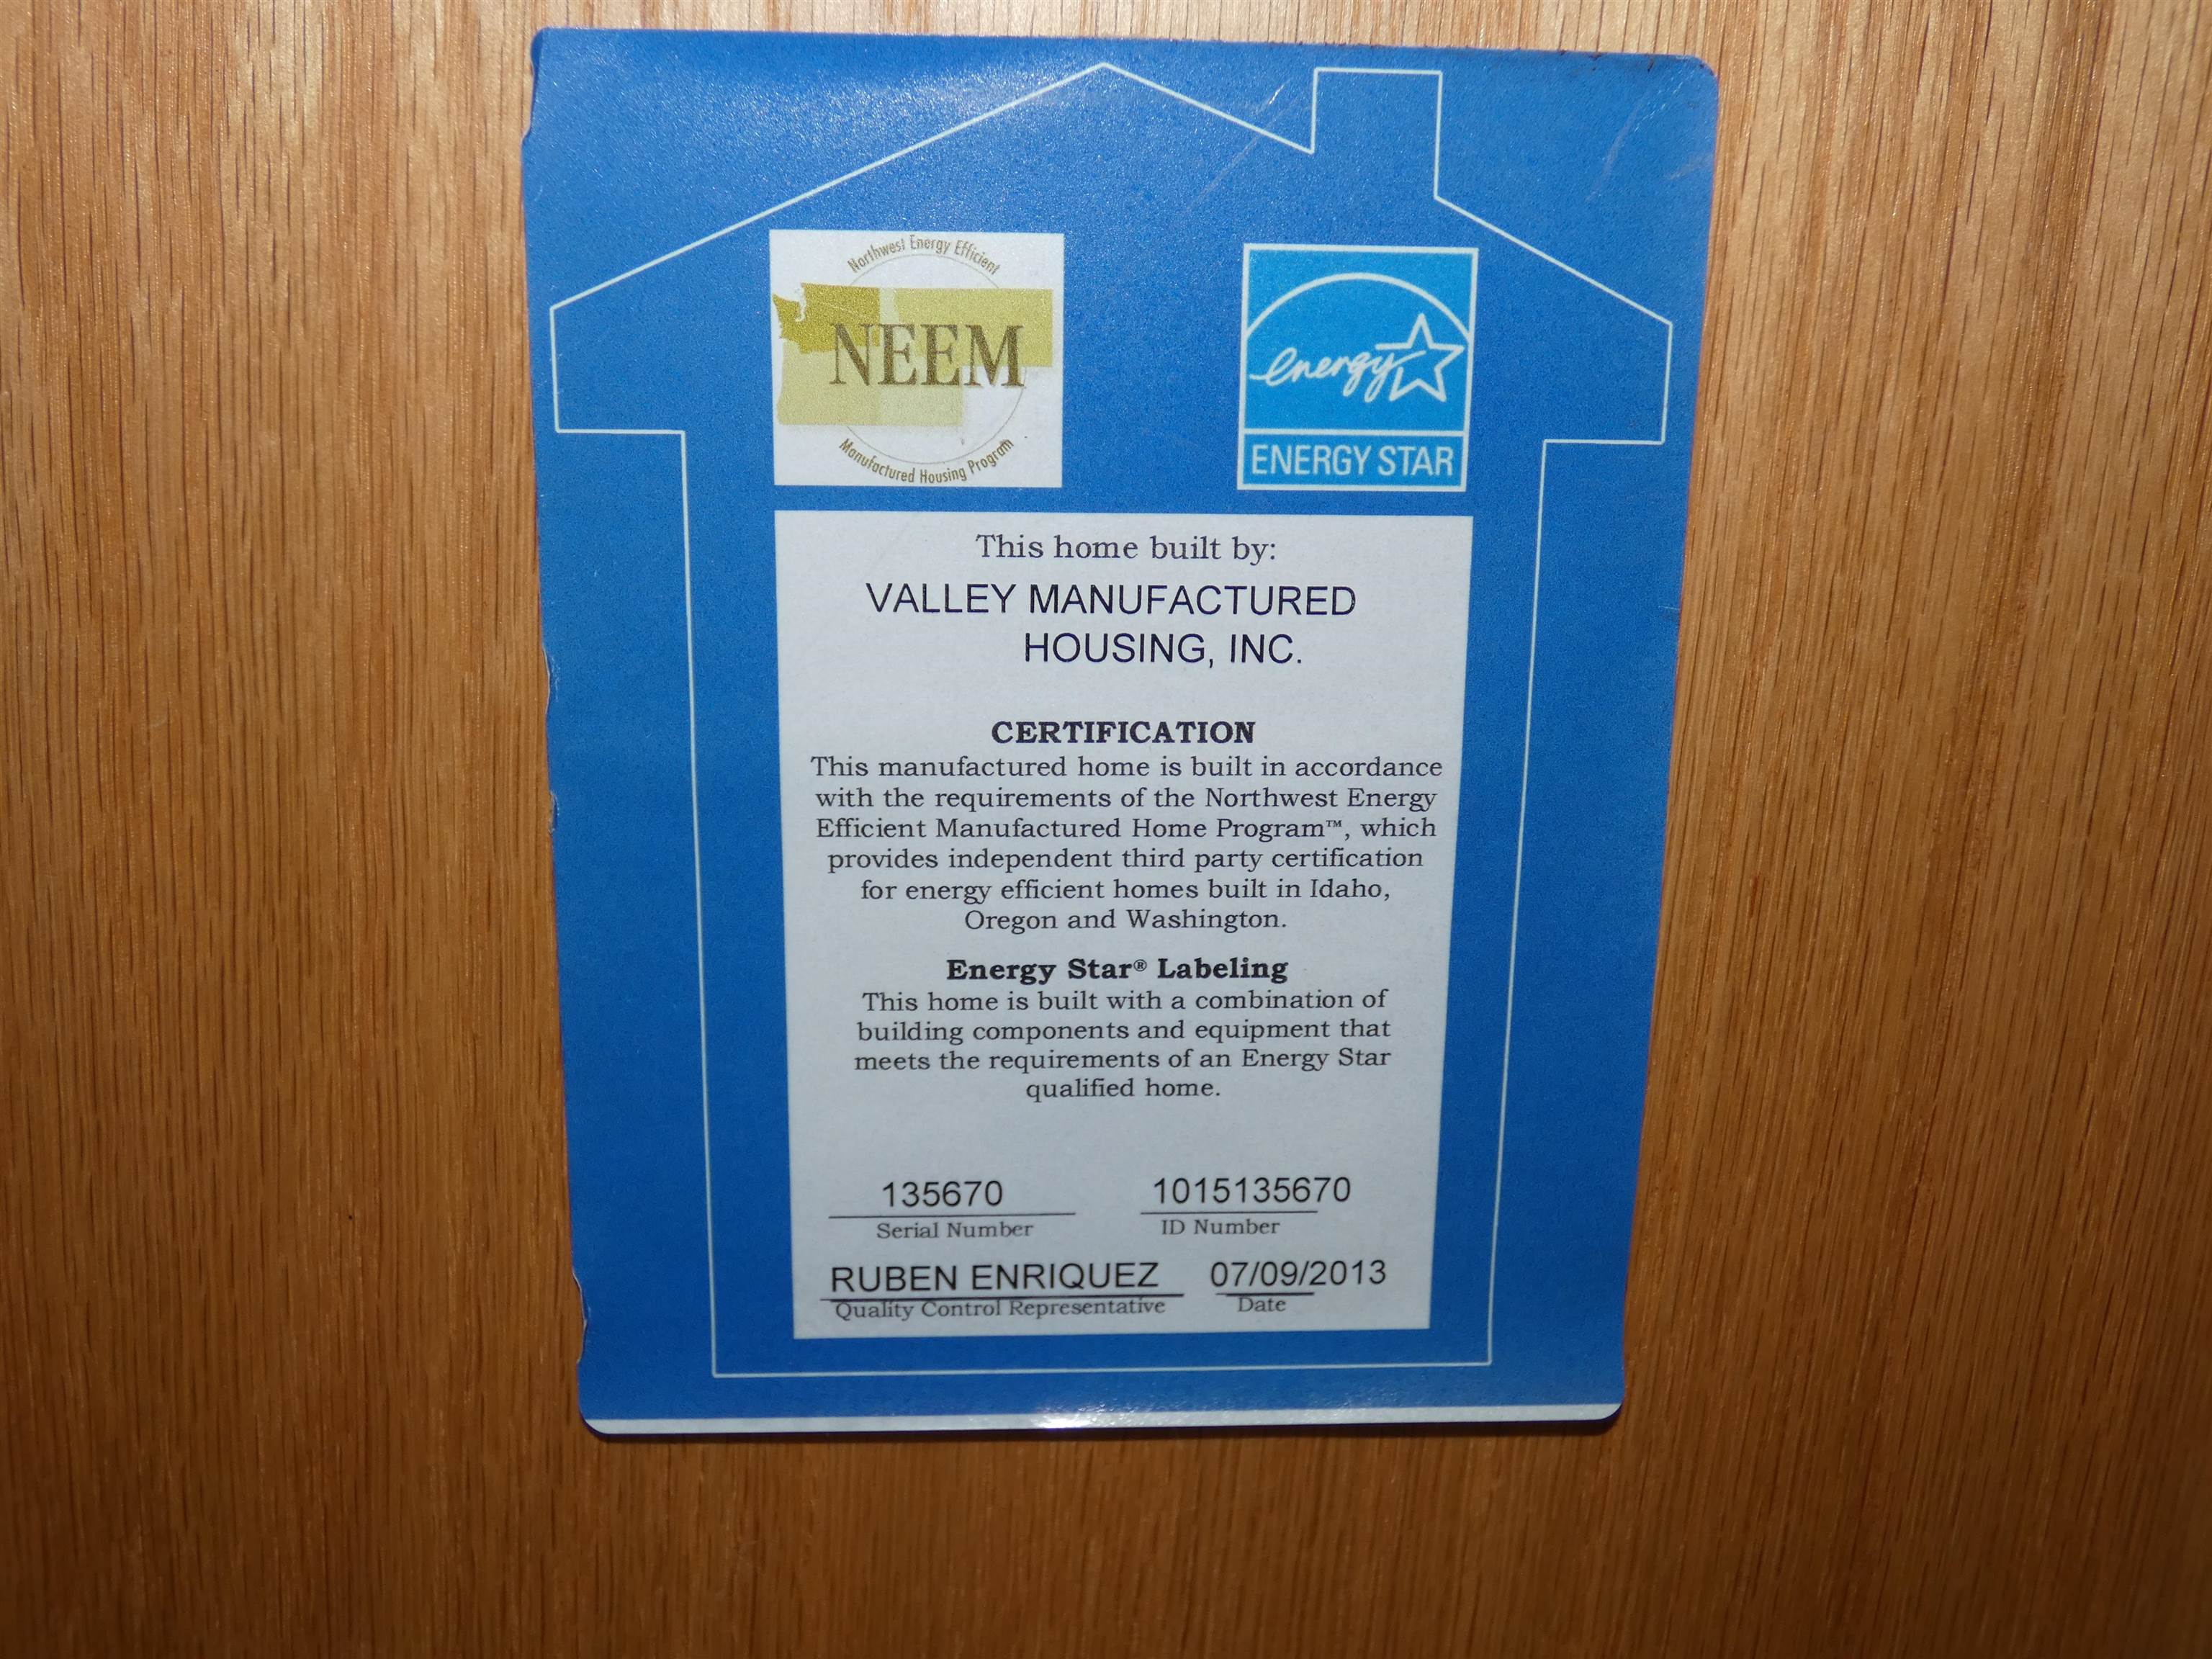 Northwest Energy Efficient
NEEM
Manufactured Housing Program
energy
ENERGY STAR
This home built by:
VALLEY MANUFACTURED
HOUSING, INC.
CERTIFICATION
This manufactured home is built in accordance
with the requirements of the Northwest Energy
Efficient Manufactured Home Program™, which
provides independent third party certification
for energy efficient homes built in Idaho,
Oregon and Washington.
Energy Star® Labeling
This home is built with a combination of
building components and equipment that
meets the requirements of an Energy Star
qualified home.
135670 1015135670
Serial Number ID Number
RUBEN ENRIQUEZ 07/09/2013
Quality Control Representative Date